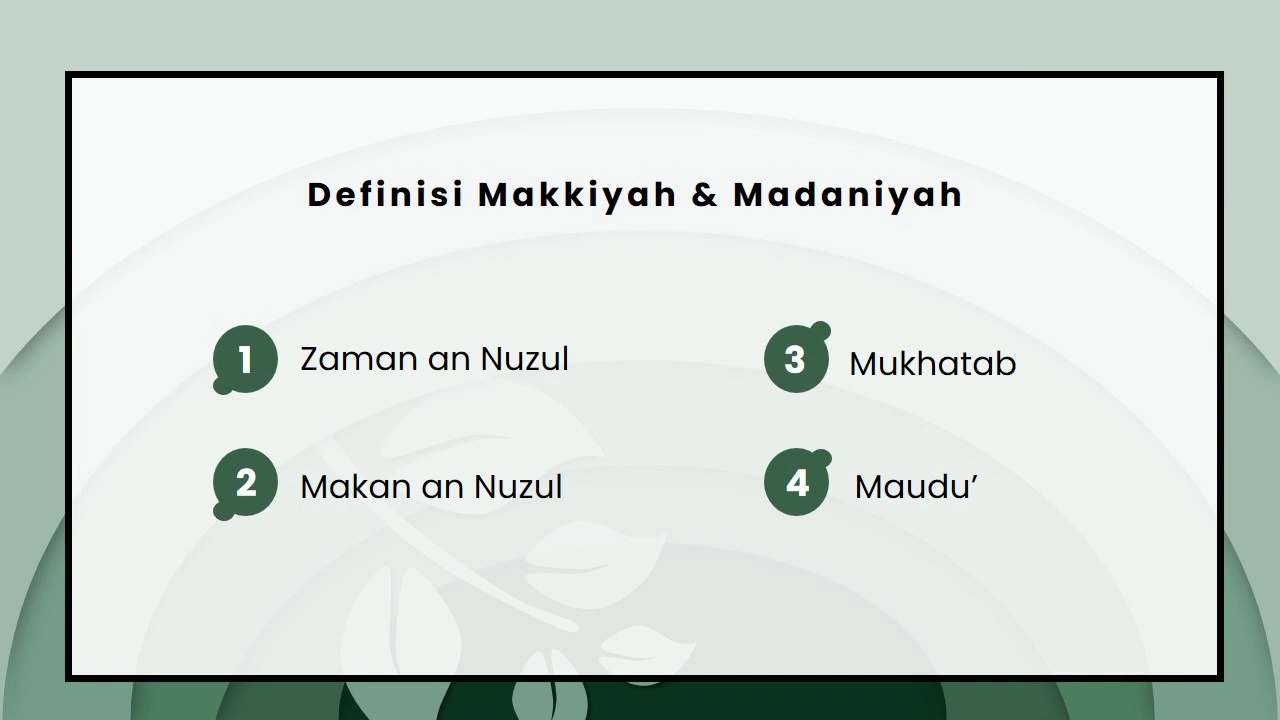 Definisi Makkiyah & Madaniyah
1 Zaman an Nuzul
2 Makan an Nuzul
3 Mukhatab
4 Maudu’